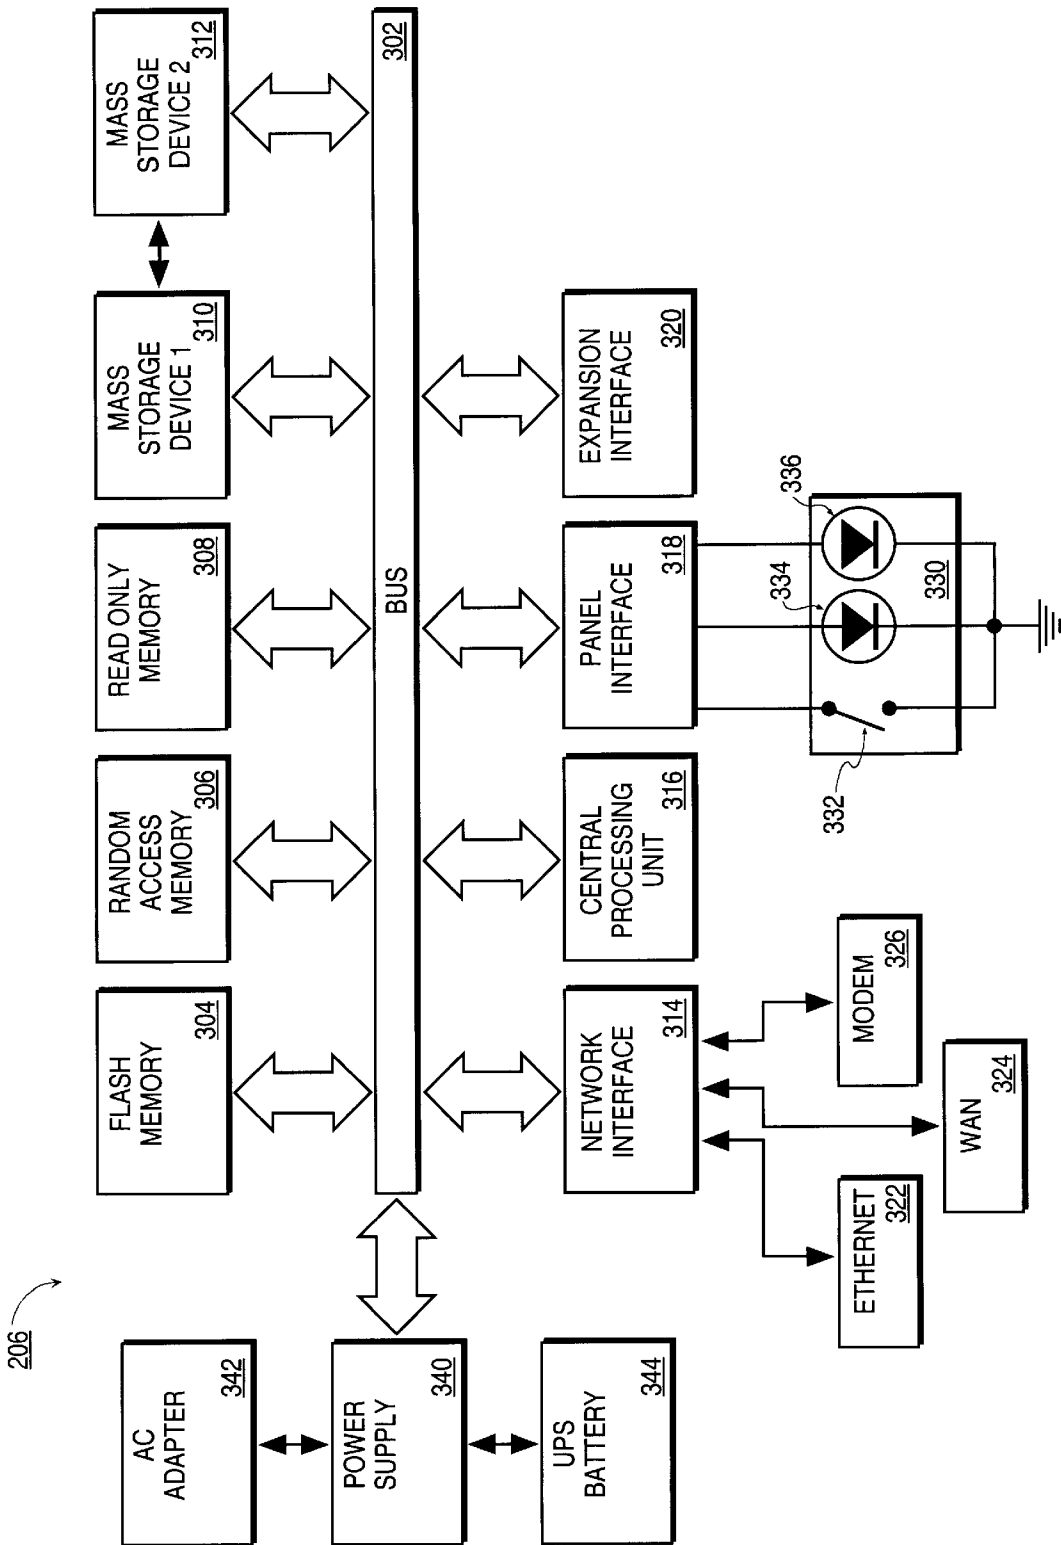 206
AC
ADAPTER
342
POWER
SUPPLY
340
UPS
BATTERY
344
FLASH
MEMORY
304
RANDOM
ACCESS
MEMORY
306
READ ONLY
MEMORY
308
MASS
STORAGE
DEVICE 1
310
MASS
STORAGE
DEVICE 2
312
BUS
302
NETWORK
INTERFACE
314
CENTRAL
PROCESSING
UNIT
316
PANEL
INTERFACE
318
EXPANSION
INTERFACE
320
ETHERNET
322
WAN
324
MODEM
326
332
334
336
330